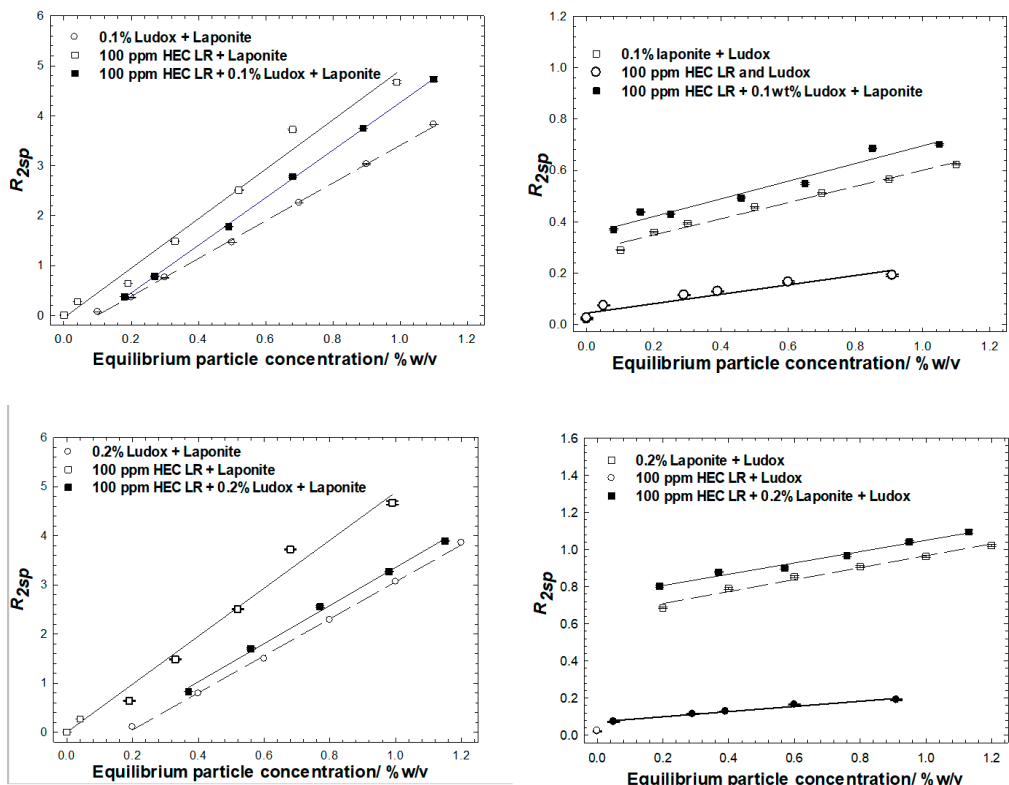 6
5
4
3
2
1
0
R2sp
0.1% Ludox + Laponite
100 ppm HEC LR + Laponite
100 ppm HEC LR + 0.1% Ludox + Laponite
0.0 0.2 0.4 0.6 0.8 1.0 1.2
Equilibrium particle concentration/ %w/v
1.2
1.0
0.8
0.6
0.4
0.2
0.0
R2sp
0.1% laponite + Ludox
100 ppm HEC LR and Ludox
100 ppm HEC LR + 0.1wt% Ludox + Laponite
0.0 0.2 0.4 0.6 0.8 1.0 1.2
Equilibrium particle concentration/ %w/v
6
5
4
3
2
1
0
R2sp
0.2% Ludox + Laponite
100 ppm HEC LR + Laponite
100 ppm HEC LR + 0.2% Ludox + Laponite
0.0 0.2 0.4 0.6 0.8 1.0 1.2
Equilibrium particle concentration/ %w/v
1.6
1.4
1.2
1.0
0.8
0.6
0.4
0.2
0.0
R2sp
0.2% Laponite + Ludox
100 ppm HEC LR + Ludox
100 ppm HEC LR + 0.2% Laponite + Ludox
0.0 0.2 0.4 0.6 0.8 1.0 1.2
Equilibrium particle concentration/ %w/v